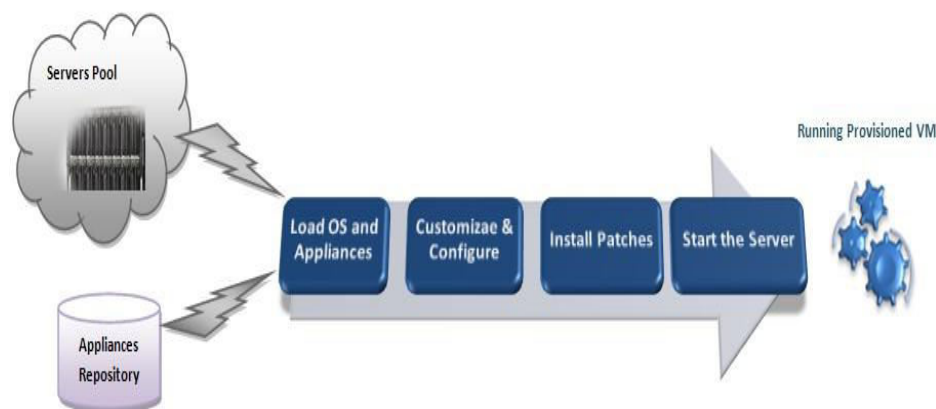 Servers Pool
Running Provisioned VM
Load OS and
Appliances
Customizae &
Configure
Install Patches
Start the Server
Appliances
Repository